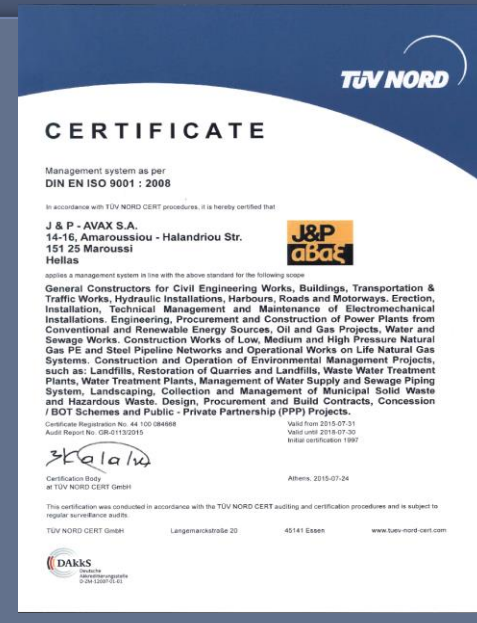 TÜV NORD
CERTIFICATE
Management system as per
DIN EN ISO 9001 : 2008
In accordance with TÜV NORD CERT procedures, it is hereby certified that
J & P - AVAX S.A.
14-16, Amaroussiou - Halandriou Str.
151 25 Maroussi
Hellas
J&P
αβαξ
applies a management system in line with the above standard for the following scope
General Constructors for Civil Engineering Works, Buildings, Transportation &
Traffic Works, Hydraulic Installations, Harbours, Roads and Motorways. Erection,
Installation, Technical Management and Maintenance of Electromechanical
Installations. Engineering, Procurement and Construction of Power Plants from
Conventional and Renewable Energy Sources, Oil and Gas Projects, Water and
Sewage Works. Construction Works of Low, Medium and High Pressure Natural
Gas PE and Steel Pipeline Networks and Operational Works on Life Natural Gas
Systems. Construction and Operation of Environmental Management Projects,
such as: Landfills, Restoration of Quarries and Landfills, Waste Water Treatment
Plants, Water Treatment Plants, Management of Water Supply and Sewage Piping
System, Landscaping, Collection and Management of Municipal Solid Waste
and Hazardous Waste. Design, Procurement and Build Contracts, Concession
/ BOT Schemes and Public - Private Partnership (PPP) Projects.
Certificate Registration No. 44 100 084668
Audit Report No. GR-0113/2015
Valid from 2015-07-31
Valid until 2018-07-30
Initial certification 1997
Certification Body
at TÜV NORD CERT GmbH
Athens, 2015-07-24
This certification was conducted in accordance with the TÜV NORD CERT auditing and certification procedures and is subject to
regular surveillance audits.
TÜV NORD CERT GmbH Langemarckstraße 20 45141 Essen www.tuev-nord-cert.com
DAkkS
Deutsche
Akkreditierungsstelle
D-ZM-12007-01-01